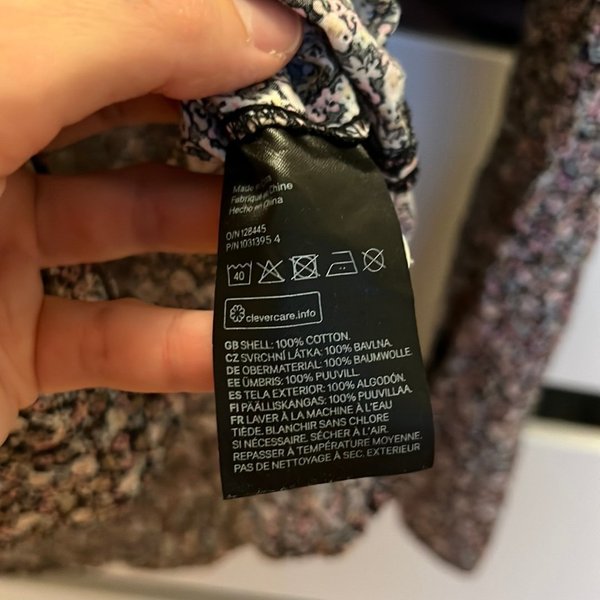 Made in
Fabriqué en Chine
Hecho en China
O/N 128445
P/N 1031395 4
40
clevercare.info
GB SHELL: 100% COTTON.
CZ SVRCHNÍ LÁTKA: 100% BAVLNA.
DE OBERMATERIAL: 100% BAUMWOLLE.
EE ÜMBRIS: 100% PUUVILL.
ES TELA EXTERIOR: 100% ALGODÓN.
FI PÄÄLLISKANGAS: 100% PUUVILLAA.
FR LAVER À LA MACHINE À L'EAU
TIÈDE. BLANCHIR SANS CHLORE
SI NÉCESSAIRE. SÉCHER À L'AIR.
REPASSER À TEMPÉRATURE MOYENNE.
PAS DE NETTOYAGE À SEC. EXTERIEUR